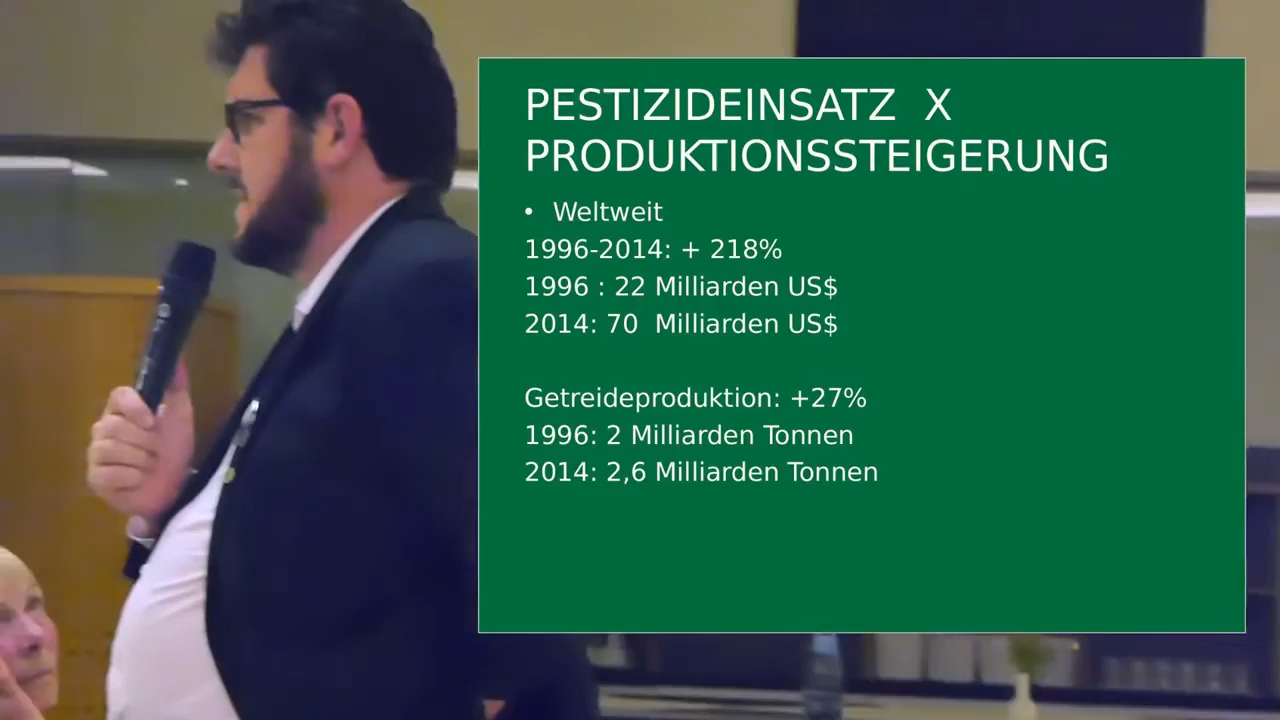 PESTIZIDEINSATZ X
PRODUKTIONSSTEIGERUNG
• Weltweit
1996-2014: + 218%
1996 : 22 Milliarden US$
2014: 70 Milliarden US$
Getreideproduktion: +27%
1996: 2 Milliarden Tonnen
2014: 2,6 Milliarden Tonnen